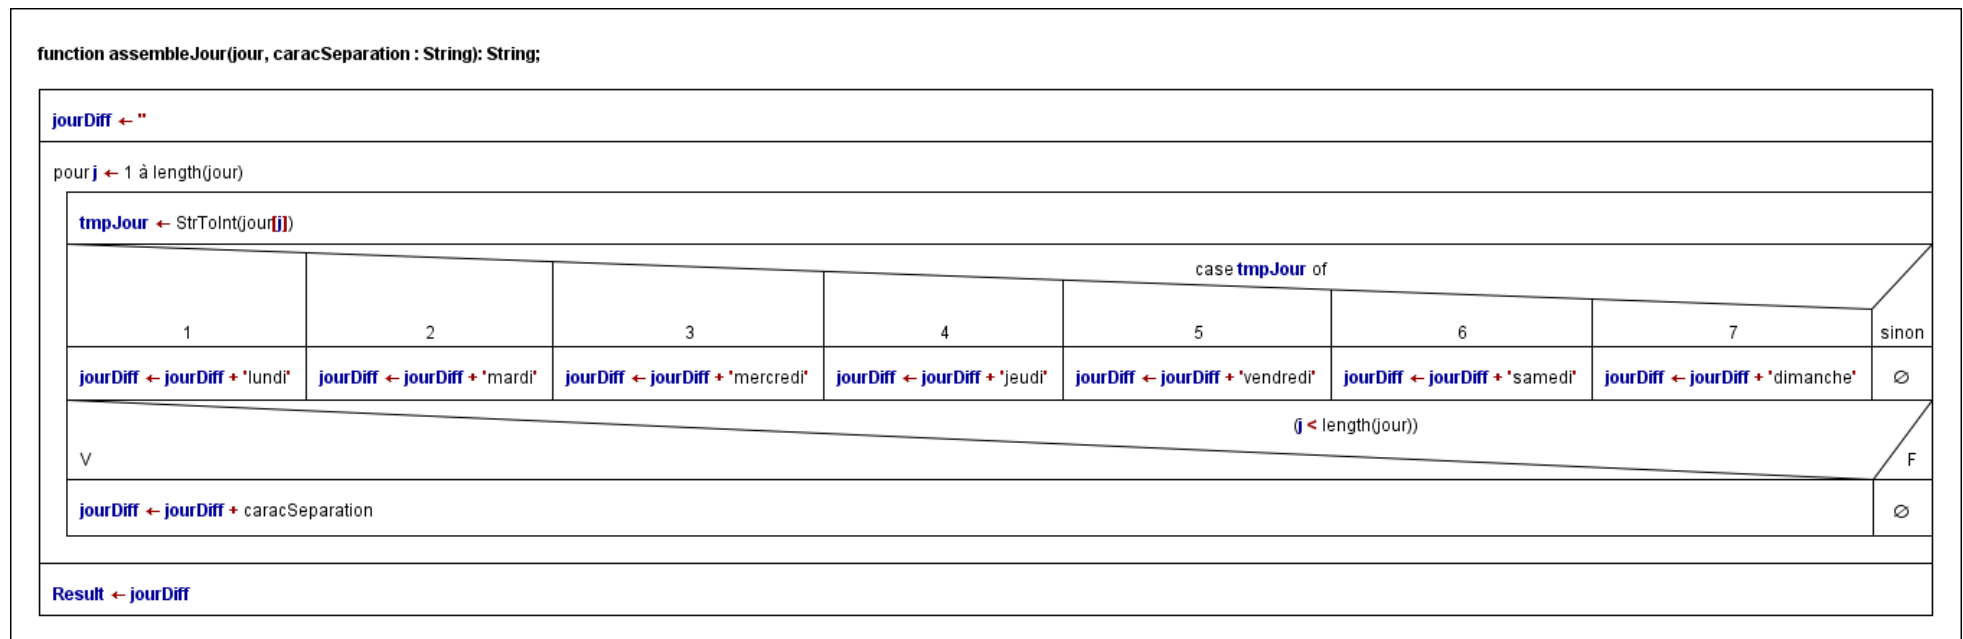 function assembleJour(jour, caracSeparation : String): String;
jourDiff ← ''
pour j ← 1 à length(jour)
tmpJour ← StrToInt(jour[j])
case tmpJour of
1 2 3 4 5 6 7 sinon
jourDiff ← jourDiff + 'lundi' jourDiff ← jourDiff + 'mardi' jourDiff ← jourDiff + 'mercredi' jourDiff ← jourDiff + 'jeudi' jourDiff ← jourDiff + 'vendredi' jourDiff ← jourDiff + 'samedi' jourDiff ← jourDiff + 'dimanche' ∅
(j < length(jour))
V F
jourDiff ← jourDiff + caracSeparation ∅
Result ← jourDiff